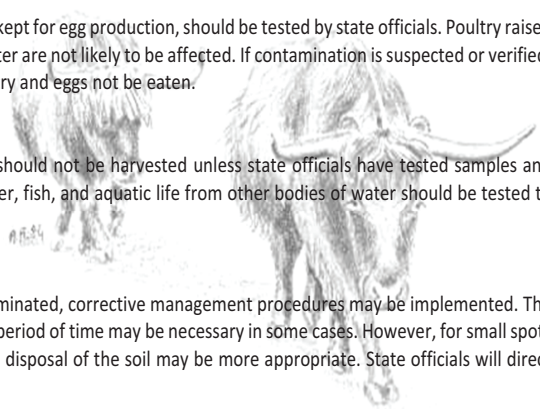 kept for egg production, should be tested by state officials. Poultry raise
ter are not likely to be affected. If contamination is suspected or verified
ry and eggs not be eaten.
should not be harvested unless state officials have tested samples an
er, fish, and aquatic life from other bodies of water should be tested t
minated, corrective management procedures may be implemented. Th
period of time may be necessary in some cases. However, for small spot
disposal of the soil may be more appropriate. State officials will direc